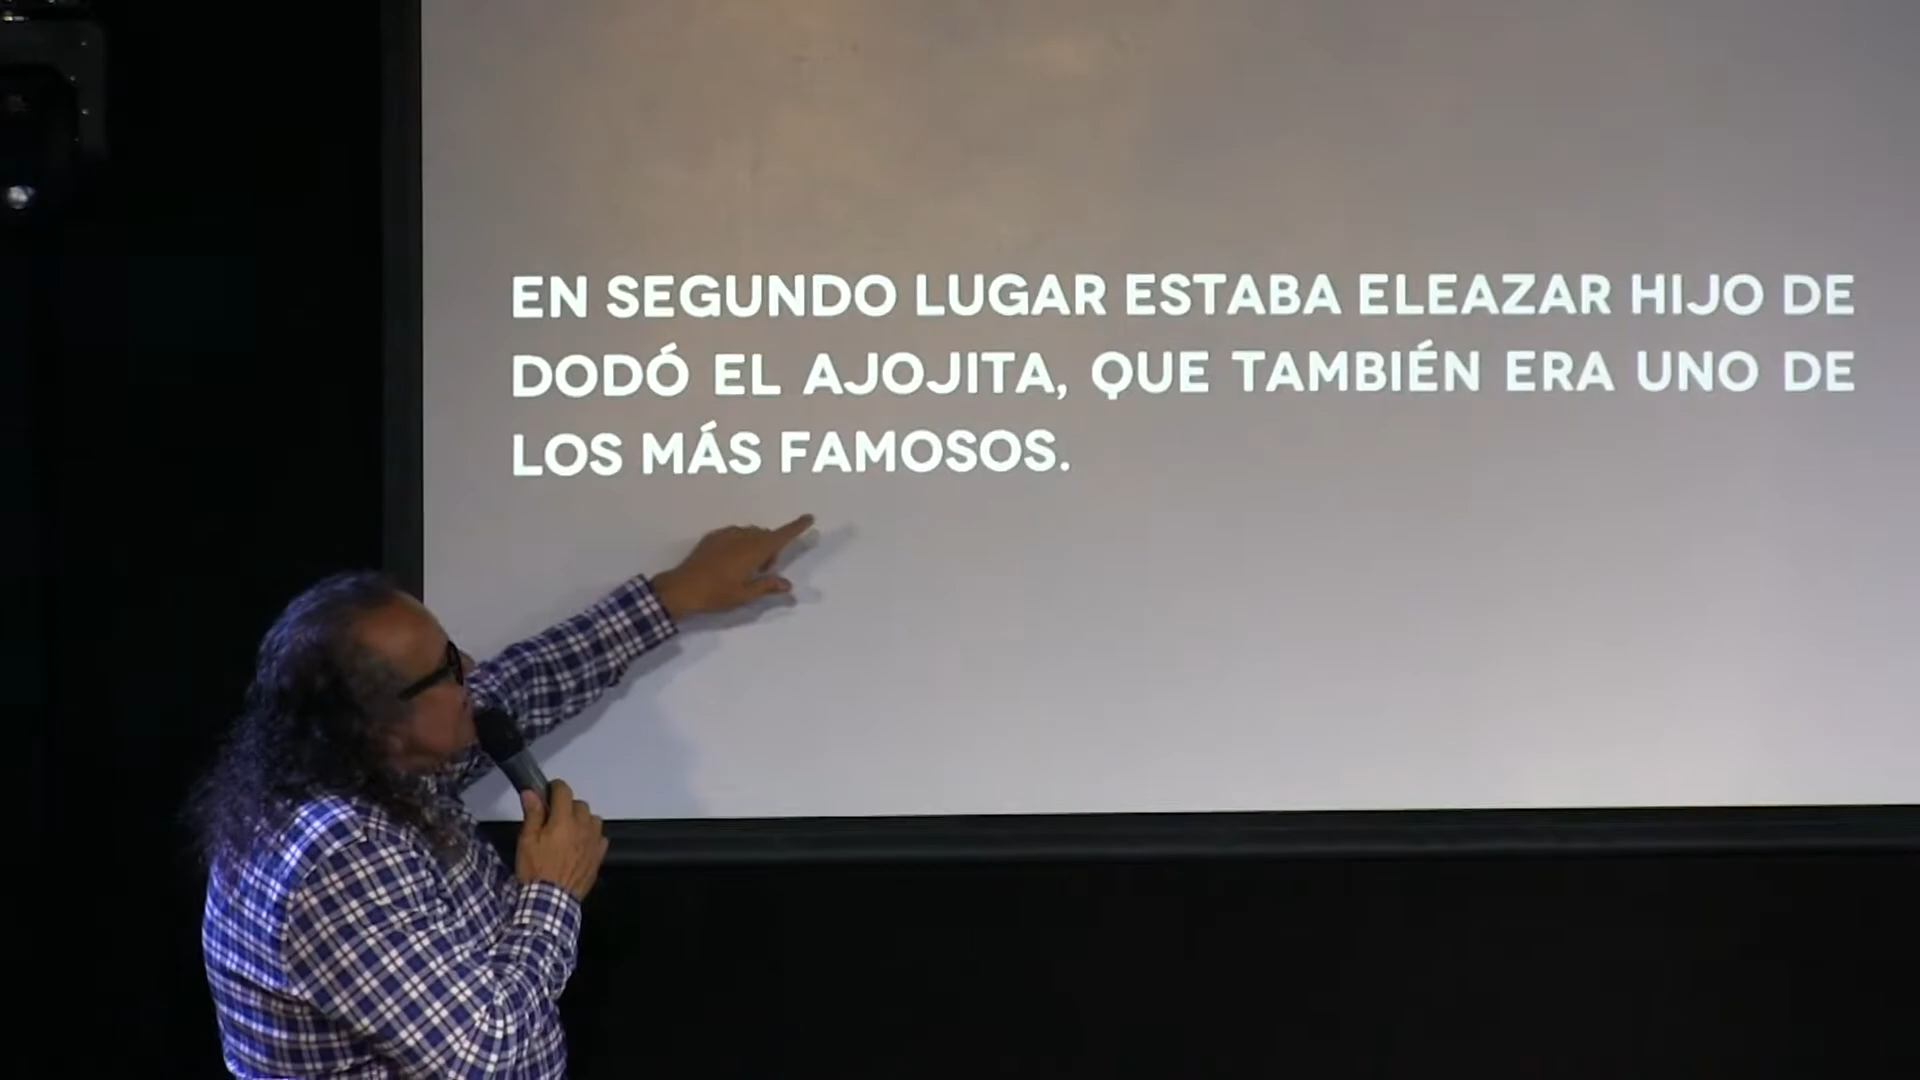 EN SEGUNDO LUGAR ESTABA ELEAZAR HIJO DE
DODÓ EL AJOJITA, QUE TAMBIÉN ERA UNO DE
LOS MÁS FAMOSOS.